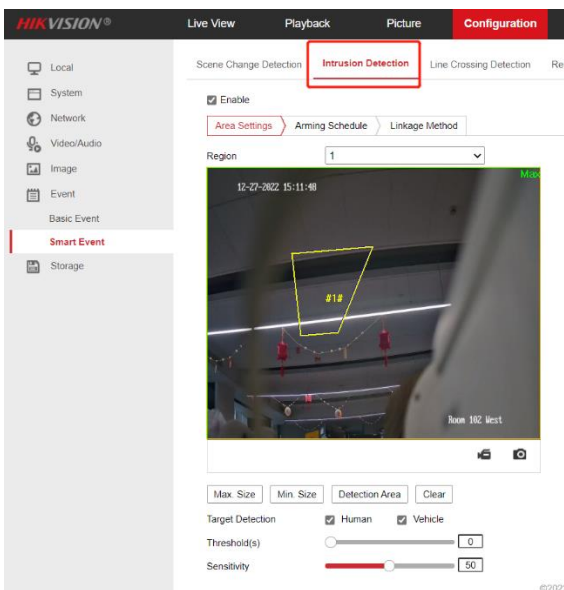 HIKVISION®
Live View Playback Picture Configuration
Local
System
Network
Video/Audio
Image
Event
Basic Event
Smart Event
Storage
Scene Change Detection Intrusion Detection Line Crossing Detection Re
Enable
Area Settings Arming Schedule Linkage Method
Region 1
Max
12-27-2022 15:11:48
#1#
Room 102 West
Max. Size Min. Size Detection Area Clear
Target Detection Human Vehicle
Threshold(s) 0
Sensitivity 50